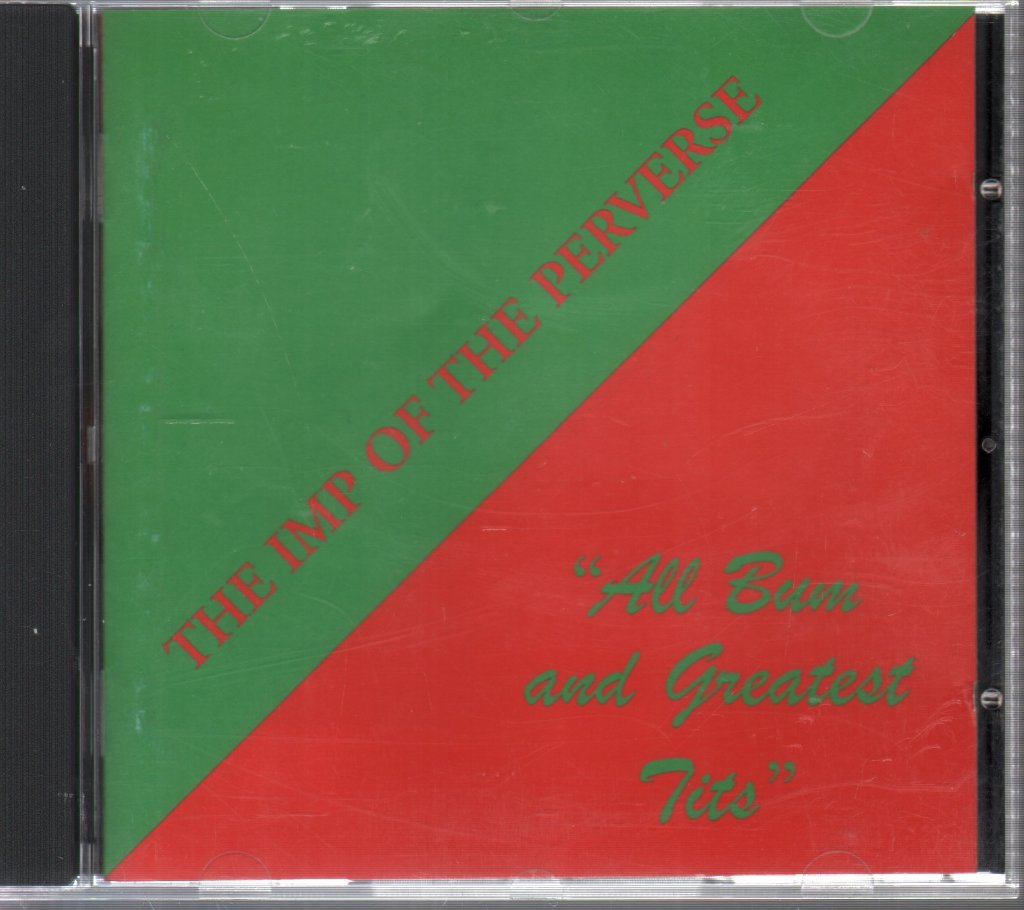 THE IMP OF THE PERVERSE
“All Bum
and Greatest
Tits”